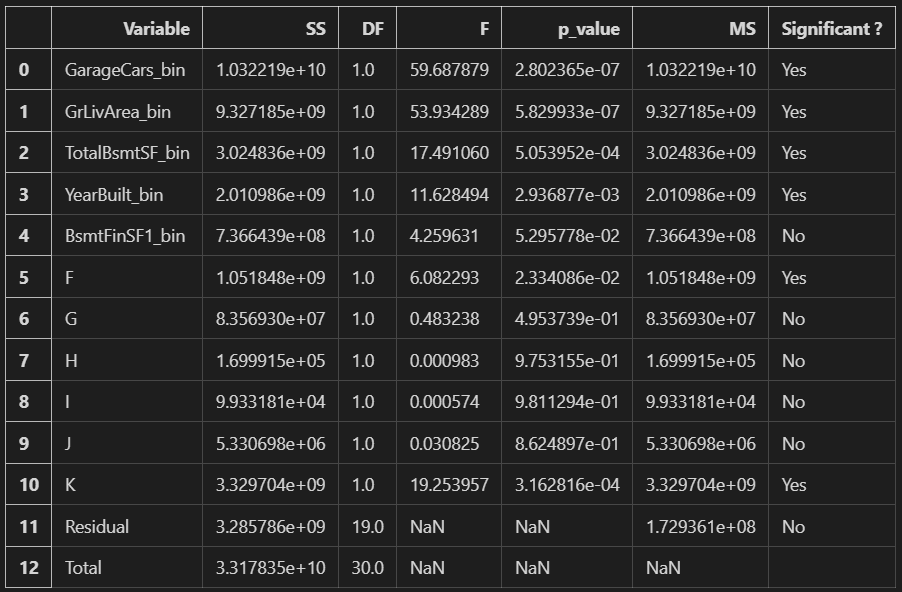 Variable SS DF F p_value MS Significant ?
0 GarageCars_bin 1.032219e+10 1.0 59.687879 2.802365e-07 1.032219e+10 Yes
1 GrLivArea_bin 9.327185e+09 1.0 53.934289 5.829933e-07 9.327185e+09 Yes
2 TotalBsmtSF_bin 3.024836e+09 1.0 17.491060 5.053952e-04 3.024836e+09 Yes
3 YearBuilt_bin 2.010986e+09 1.0 11.628494 2.936877e-03 2.010986e+09 Yes
4 BsmtFinSF1_bin 7.366439e+08 1.0 4.259631 5.295778e-02 7.366439e+08 No
5 F 1.051848e+09 1.0 6.082293 2.334086e-02 1.051848e+09 Yes
6 G 8.356930e+07 1.0 0.483238 4.953739e-01 8.356930e+07 No
7 H 1.699915e+05 1.0 0.000983 9.753155e-01 1.699915e+05 No
8 I 9.933181e+04 1.0 0.000574 9.811294e-01 9.933181e+04 No
9 J 5.330698e+06 1.0 0.030825 8.624897e-01 5.330698e+06 No
10 K 3.329704e+09 1.0 19.253957 3.162816e-04 3.329704e+09 Yes
11 Residual 3.285786e+09 19.0 NaN NaN 1.729361e+08 No
12 Total 3.317835e+10 30.0 NaN NaN NaN